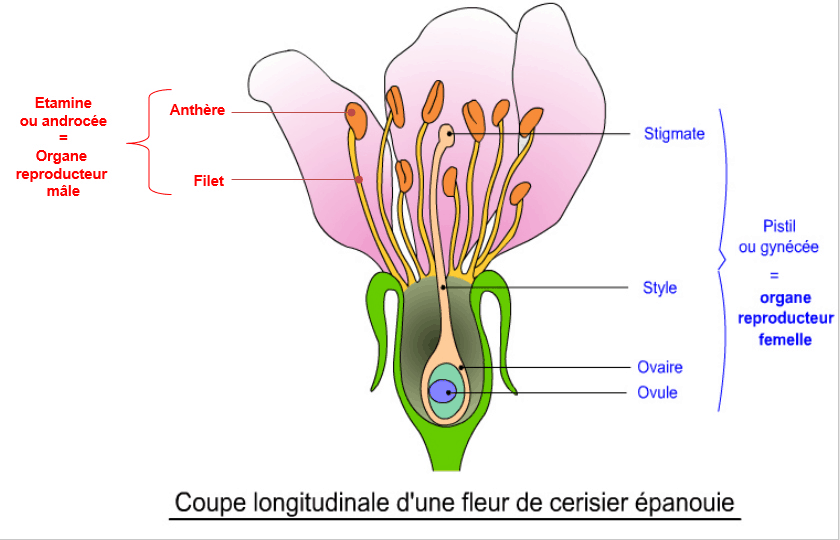 Etamine
ou androcée
=
Organe
reproducteur
mâle
Anthère
Filet
Stigmate
Style
Ovaire
Ovule
Pistil
ou gynécée
=
organe
reproducteur
femelle
Coupe longitudinale d'une fleur de cerisier épanouie